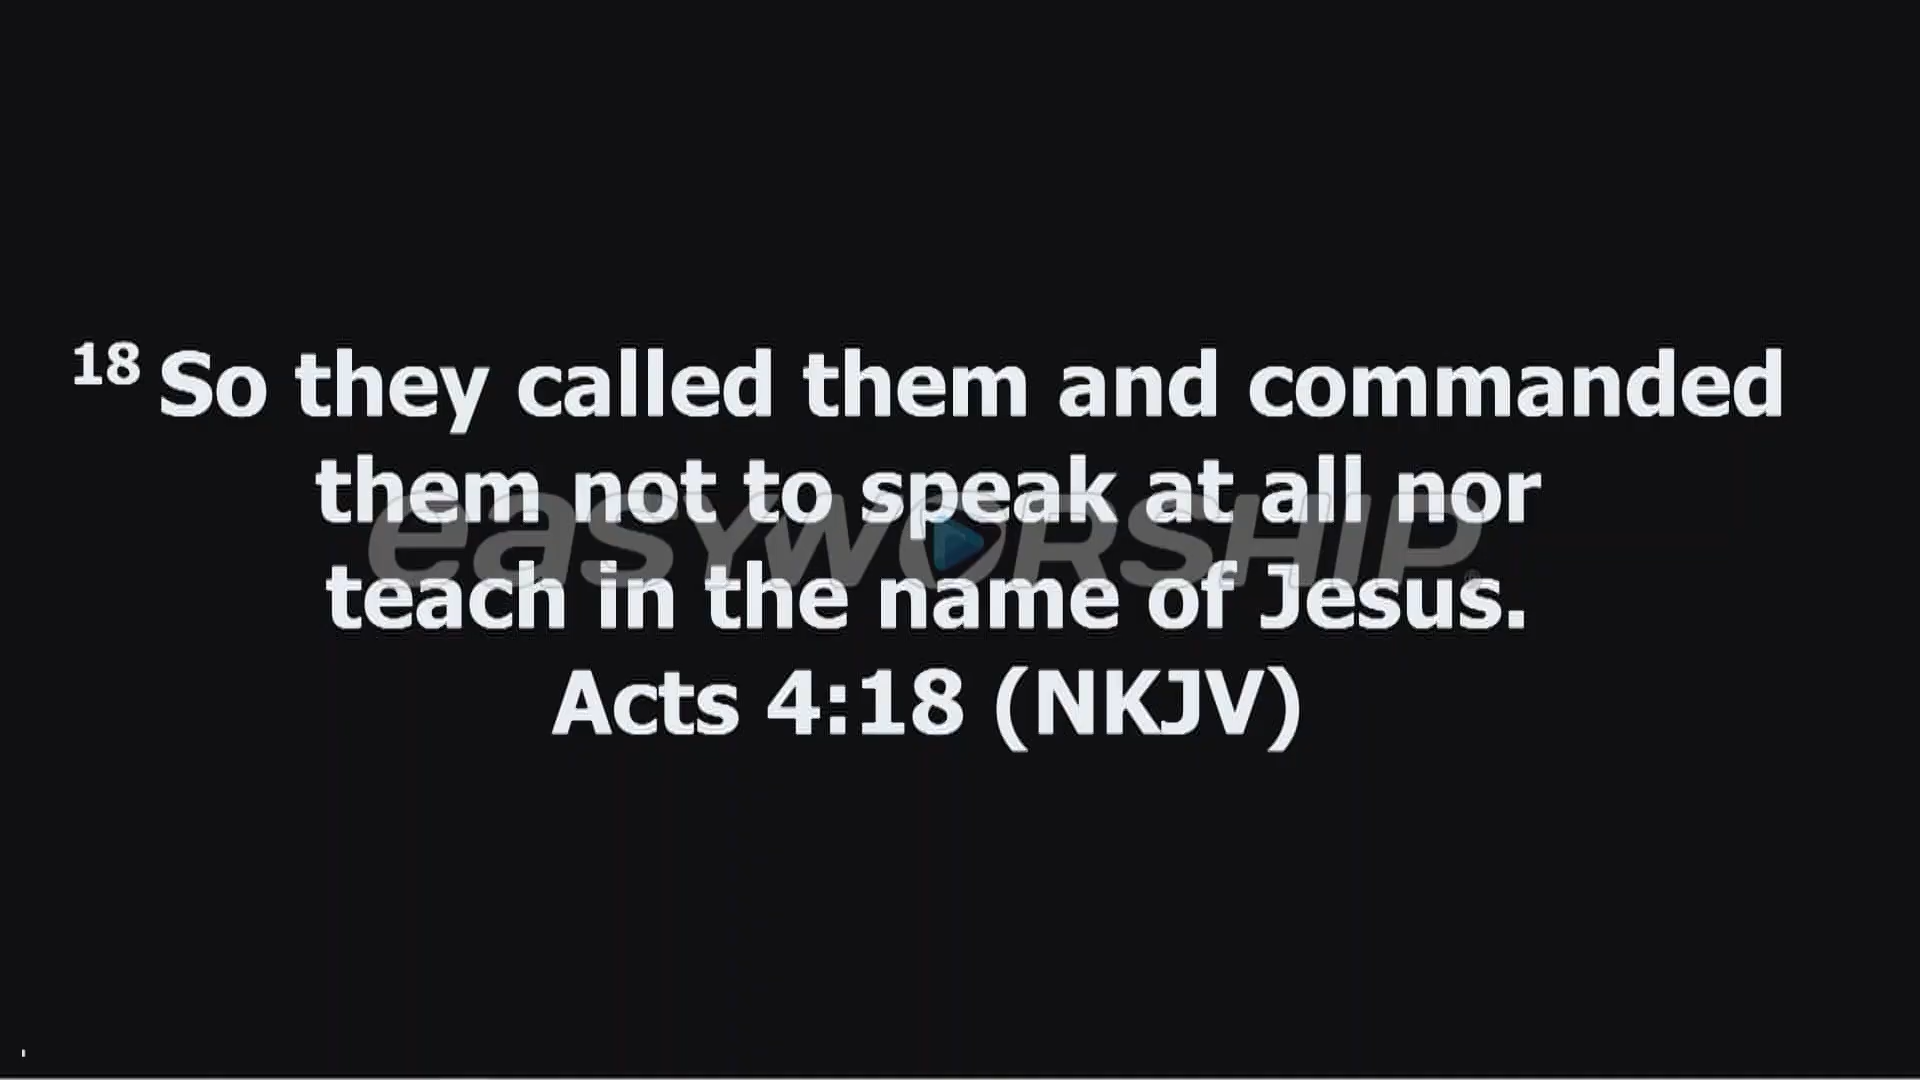 18 So they called them and commanded
them not to speak at all nor
easyWORSHIP®
teach in the name of Jesus.
Acts 4:18 (NKJV)